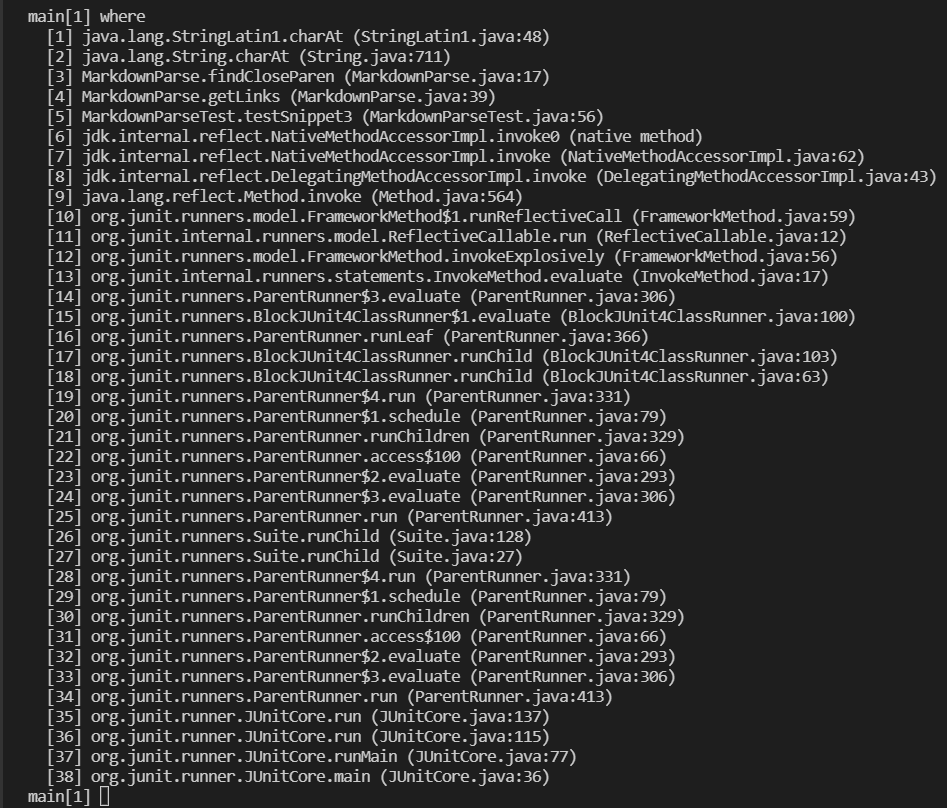 main[1] where
[1] java.lang.StringLatin1.charAt (StringLatin1.java:48)
[2] java.lang.String.charAt (String.java:711)
[3] MarkdownParse.findCloseParen (MarkdownParse.java:17)
[4] MarkdownParse.getLinks (MarkdownParse.java:39)
[5] MarkdownParseTest.testSnippet3 (MarkdownParseTest.java:56)
[6] jdk.internal.reflect.NativeMethodAccessorImpl.invoke0 (native method)
[7] jdk.internal.reflect.NativeMethodAccessorImpl.invoke (NativeMethodAccessorImpl.java:62)
[8] jdk.internal.reflect.DelegatingMethodAccessorImpl.invoke (DelegatingMethodAccessorImpl.java:43)
[9] java.lang.reflect.Method.invoke (Method.java:564)
[10] org.junit.runners.model.FrameworkMethod$1.runReflectiveCall (FrameworkMethod.java:59)
[11] org.junit.internal.runners.model.ReflectiveCallable.run (ReflectiveCallable.java:12)
[12] org.junit.runners.model.FrameworkMethod.invokeExplosively (FrameworkMethod.java:56)
[13] org.junit.internal.runners.statements.InvokeMethod.evaluate (InvokeMethod.java:17)
[14] org.junit.runners.ParentRunner$3.evaluate (ParentRunner.java:306)
[15] org.junit.runners.BlockJUnit4ClassRunner$1.evaluate (BlockJUnit4ClassRunner.java:100)
[16] org.junit.runners.ParentRunner.runLeaf (ParentRunner.java:366)
[17] org.junit.runners.BlockJUnit4ClassRunner.runChild (BlockJUnit4ClassRunner.java:103)
[18] org.junit.runners.BlockJUnit4ClassRunner.runChild (BlockJUnit4ClassRunner.java:63)
[19] org.junit.runners.ParentRunner$4.run (ParentRunner.java:331)
[20] org.junit.runners.ParentRunner$1.schedule (ParentRunner.java:79)
[21] org.junit.runners.ParentRunner.runChildren (ParentRunner.java:329)
[22] org.junit.runners.ParentRunner.access$100 (ParentRunner.java:66)
[23] org.junit.runners.ParentRunner$2.evaluate (ParentRunner.java:293)
[24] org.junit.runners.ParentRunner$3.evaluate (ParentRunner.java:306)
[25] org.junit.runners.ParentRunner.run (ParentRunner.java:413)
[26] org.junit.runners.Suite.runChild (Suite.java:128)
[27] org.junit.runners.Suite.runChild (Suite.java:27)
[28] org.junit.runners.ParentRunner$4.run (ParentRunner.java:331)
[29] org.junit.runners.ParentRunner$1.schedule (ParentRunner.java:79)
[30] org.junit.runners.ParentRunner.runChildren (ParentRunner.java:329)
[31] org.junit.runners.ParentRunner.access$100 (ParentRunner.java:66)
[32] org.junit.runners.ParentRunner$2.evaluate (ParentRunner.java:293)
[33] org.junit.runners.ParentRunner$3.evaluate (ParentRunner.java:306)
[34] org.junit.runners.ParentRunner.run (ParentRunner.java:413)
[35] org.junit.runner.JUnitCore.run (JUnitCore.java:137)
[36] org.junit.runner.JUnitCore.run (JUnitCore.java:115)
[37] org.junit.runner.JUnitCore.runMain (JUnitCore.java:77)
[38] org.junit.runner.JUnitCore.main (JUnitCore.java:36)
main[1]